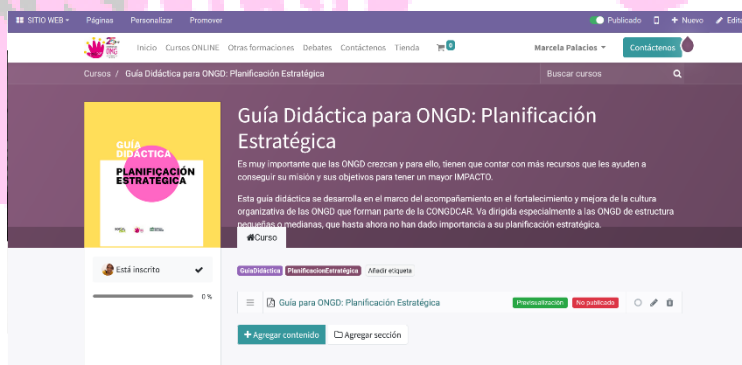 SITIO WEB
Páginas
Personalizar
Promover
Publicado
Nuevo
Inicio
Cursos ONLINE
Otras formaciones
Debates
Contáctenos
Tienda
Marcela Palacios
Contáctenos
Cursos / Guía Didáctica para ONGD: Planificación Estratégica
Buscar cursos
GUÍA
DIDÁCTICA
PLANIFICACIÓN
ESTRATÉGICA
Guía Didáctica para ONGD: Planificación
Estratégica
Es muy importante que las ONGD crezcan y para ello, tienen que contar con más recursos que les ayuden a
conseguir su misión y sus objetivos para tener un mayor IMPACTO.
Esta guía didáctica se desarrolla en el marco del acompañamiento en el fortalecimiento y mejora de la cultura
organizativa de las ONGD que forman parte de la CONGDCAR. Va dirigida especialmente a las ONGD de estructura
pequeñas o medianas, que hasta ahora no han dado importancia a su planificación estratégica.
Curso
Está inscrito
0 %
GuíaDidáctica
PlanificacionEstratégica
Añadir etiqueta
Guía para ONGD: Planificación Estratégica
Previsualización
No publicado
+ Agregar contenido
Agregar sección